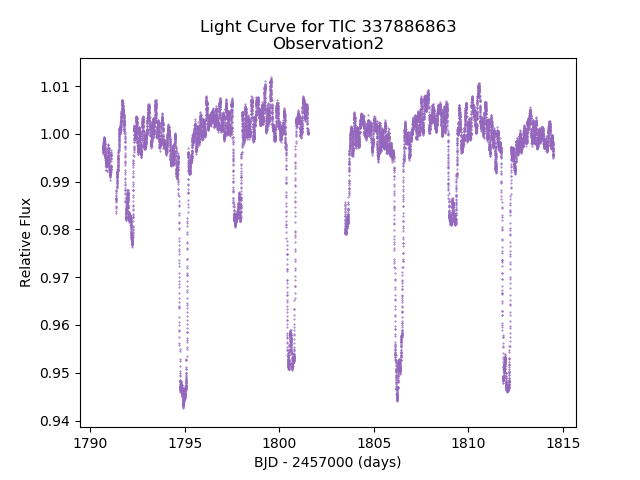 Light Curve for TIC 337886863
Observation2
1.01
1.00
0.99
0.98
0.97
0.96
0.95
0.94
Relative Flux
1790 1795 1800 1805 1810 1815
BJD - 2457000 (days)